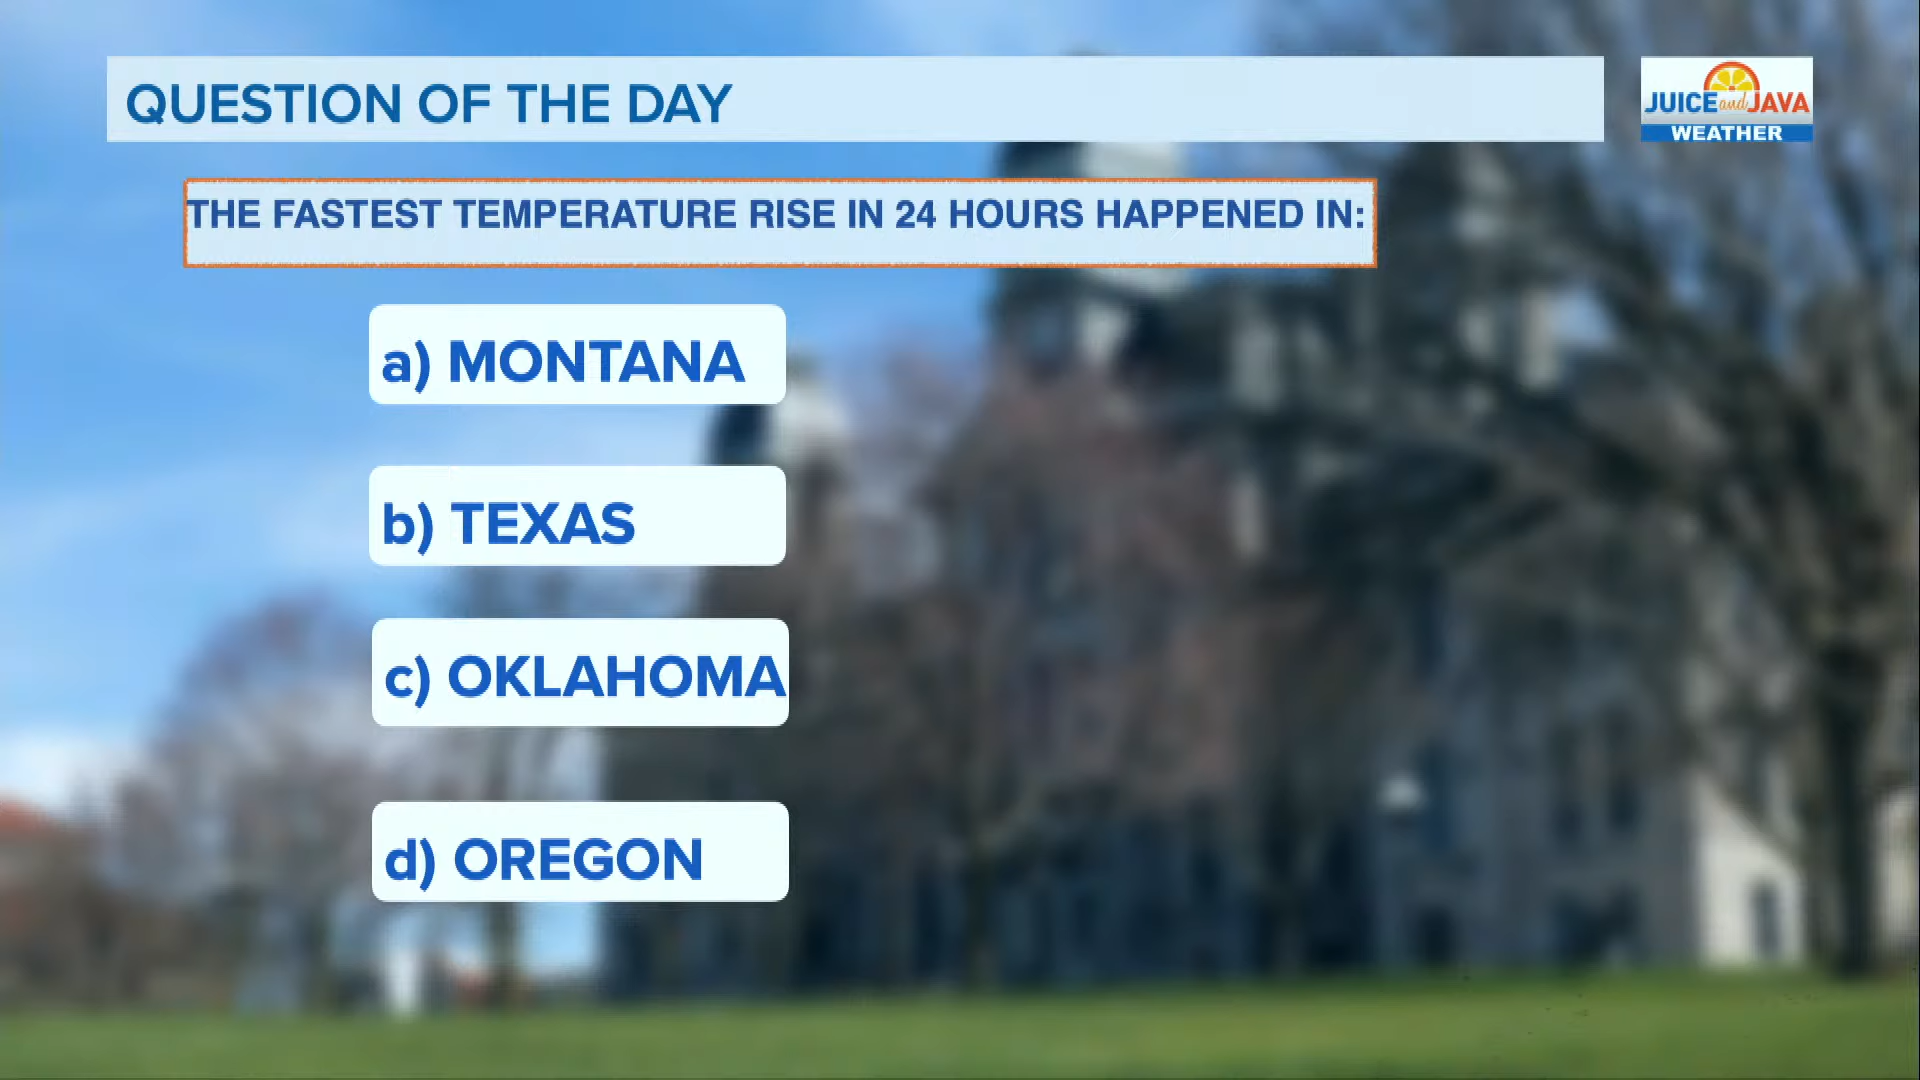 QUESTION OF THE DAY
JUICE and JAVA
WEATHER
THE FASTEST TEMPERATURE RISE IN 24 HOURS HAPPENED IN:
a) MONTANA
b) TEXAS
c) OKLAHOMA
d) OREGON